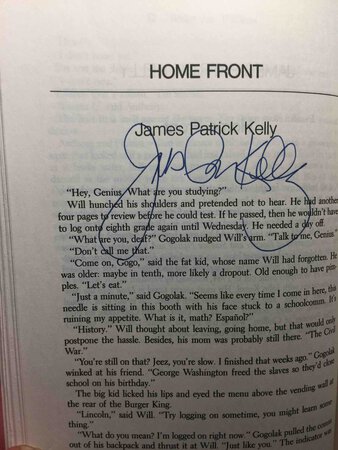 HOME FRONT
James Patrick Kelly
"Hey, Genius. What are you studying?"
Will hunched his shoulders and pretended not to hear. He had another
four pages to review before he could test. If he passed, then he wouldn't have
to log onto eighth grade again until Wednesday. He needed a day off.
"What are you, deaf?" Gogolak nudged Will's arm. "Talk to me, Genius."
"Don't call me that."
"Come on, Gogo," said the fat kid, whose name Will had forgotten. He
was older: maybe in tenth, more likely a dropout. Old enough to have pim-
ples. "Let's eat."
"Just a minute," said Gogolak. "Seems like every time I come in here, this
needle is sitting in this booth with his face stuck to a schoolcomm. It's
ruining my appetite. What is it, math? Español?"
"History." Will thought about leaving, going home, but that would only
postpone the hassle. Besides, his mom was probably still there. "The Civil
War."
"You're still on that? Jeez, you're slow. I finished that weeks ago." Gogolak
winked at his friend. "George Washington freed the slaves so they'd close
school on his birthday."
The big kid licked his lips and eyed the menu above the vending wall at
the rear of the Burger King.
"Lincoln," said Will. "Try logging on sometime, you might learn some
thing."
"What do you mean? I'm logged on right now." Gogolak pulled the comm
out of his backpack and thrust it at Will. "Just like you." The indicator was